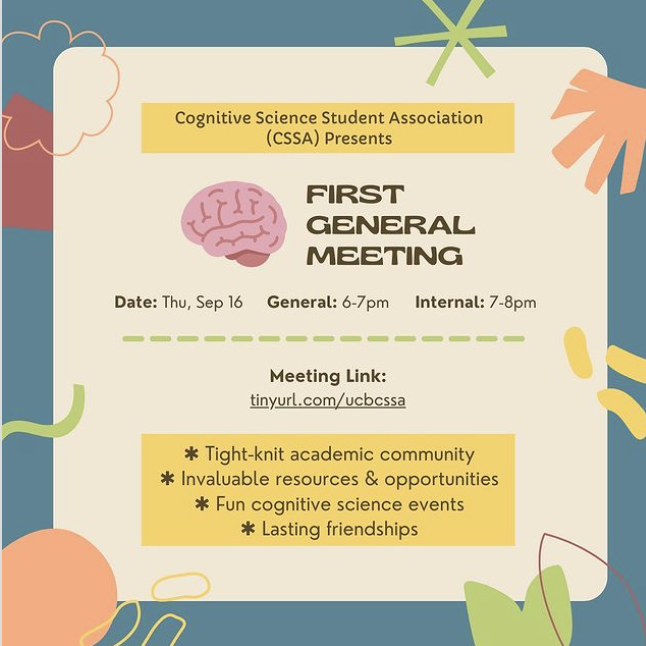 Cognitive Science Student Association
(CSSA) Presents
FIRST
GENERAL
MEETING
Date: Thu, Sep 16 General: 6-7pm Internal: 7-8pm
Meeting Link:
tinyurl.com/ucbcssa
✱ Tight-knit academic community
✱ Invaluable resources & opportunities
✱ Fun cognitive science events
✱ Lasting friendships